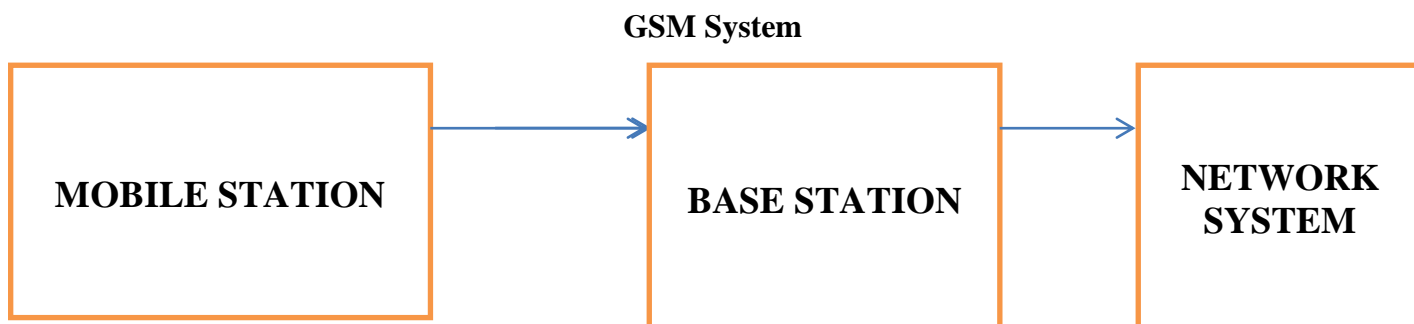 GSM System
MOBILE STATION
BASE STATION
NETWORK
SYSTEM